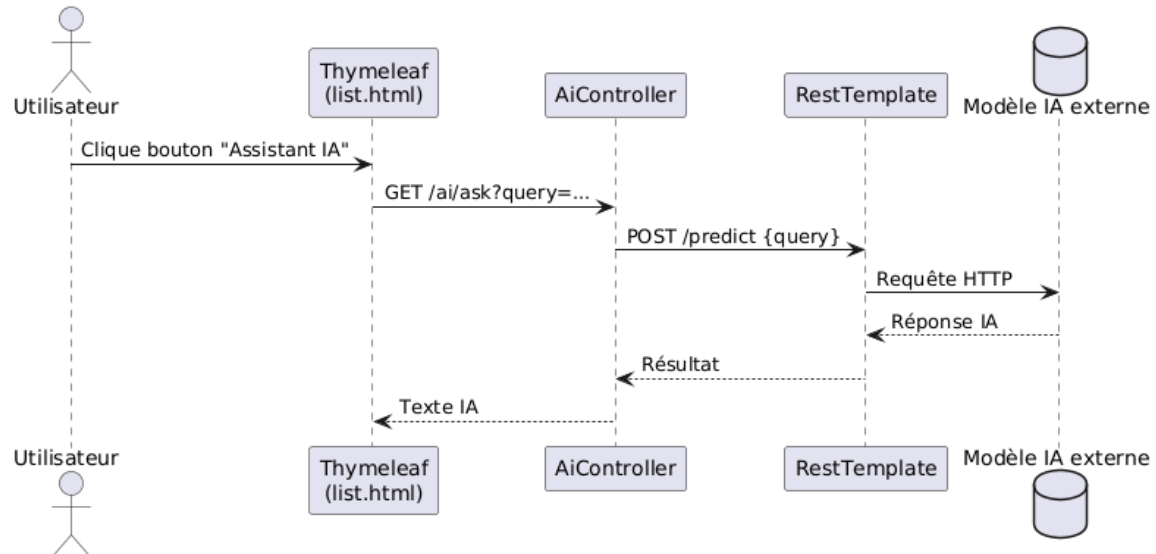 Utilisateur
Thymeleaf
(list.html)
AiController
RestTemplate
Modèle IA externe
Clique bouton "Assistant IA"
GET /ai/ask?query=...
POST /predict {query}
Requête HTTP
Réponse IA
Résultat
Texte IA
Utilisateur
Thymeleaf
(list.html)
AiController
RestTemplate
Modèle IA externe